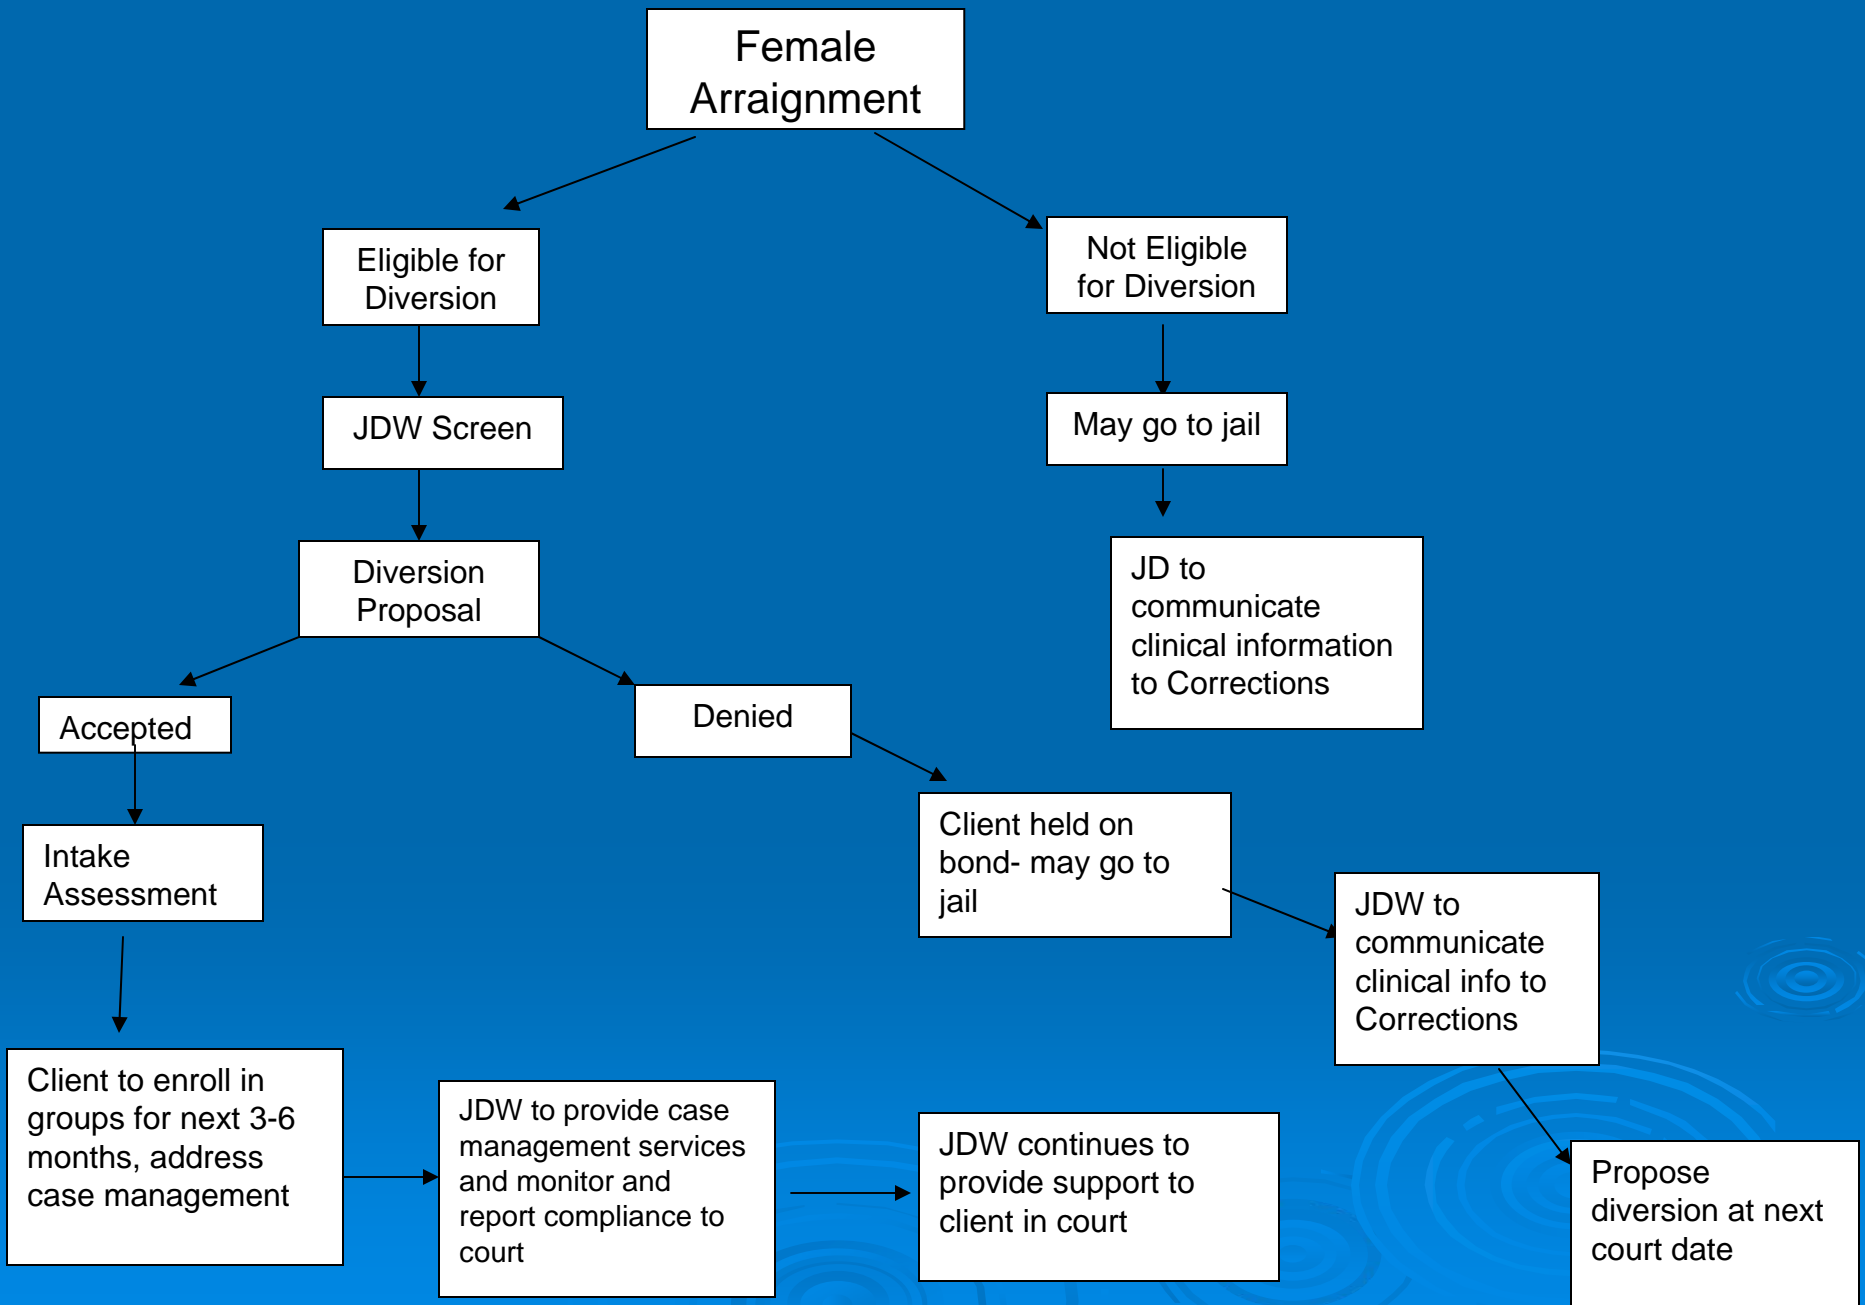 Female
Arraignment
Eligible for
Diversion
Not Eligible
for Diversion
JDW Screen
May go to jail
Diversion
Proposal
JD to
communicate
clinical information
to Corrections
Accepted
Denied
Intake
Assessment
Client held on
bond- may go to
jail
JDW to
communicate
clinical info to
Corrections
Client to enroll in
groups for next 3-6
months, address
case management
JDW to provide case
management services
and monitor and
report compliance to
court
JDW continues to
provide support to
client in court
Propose
diversion at next
court date